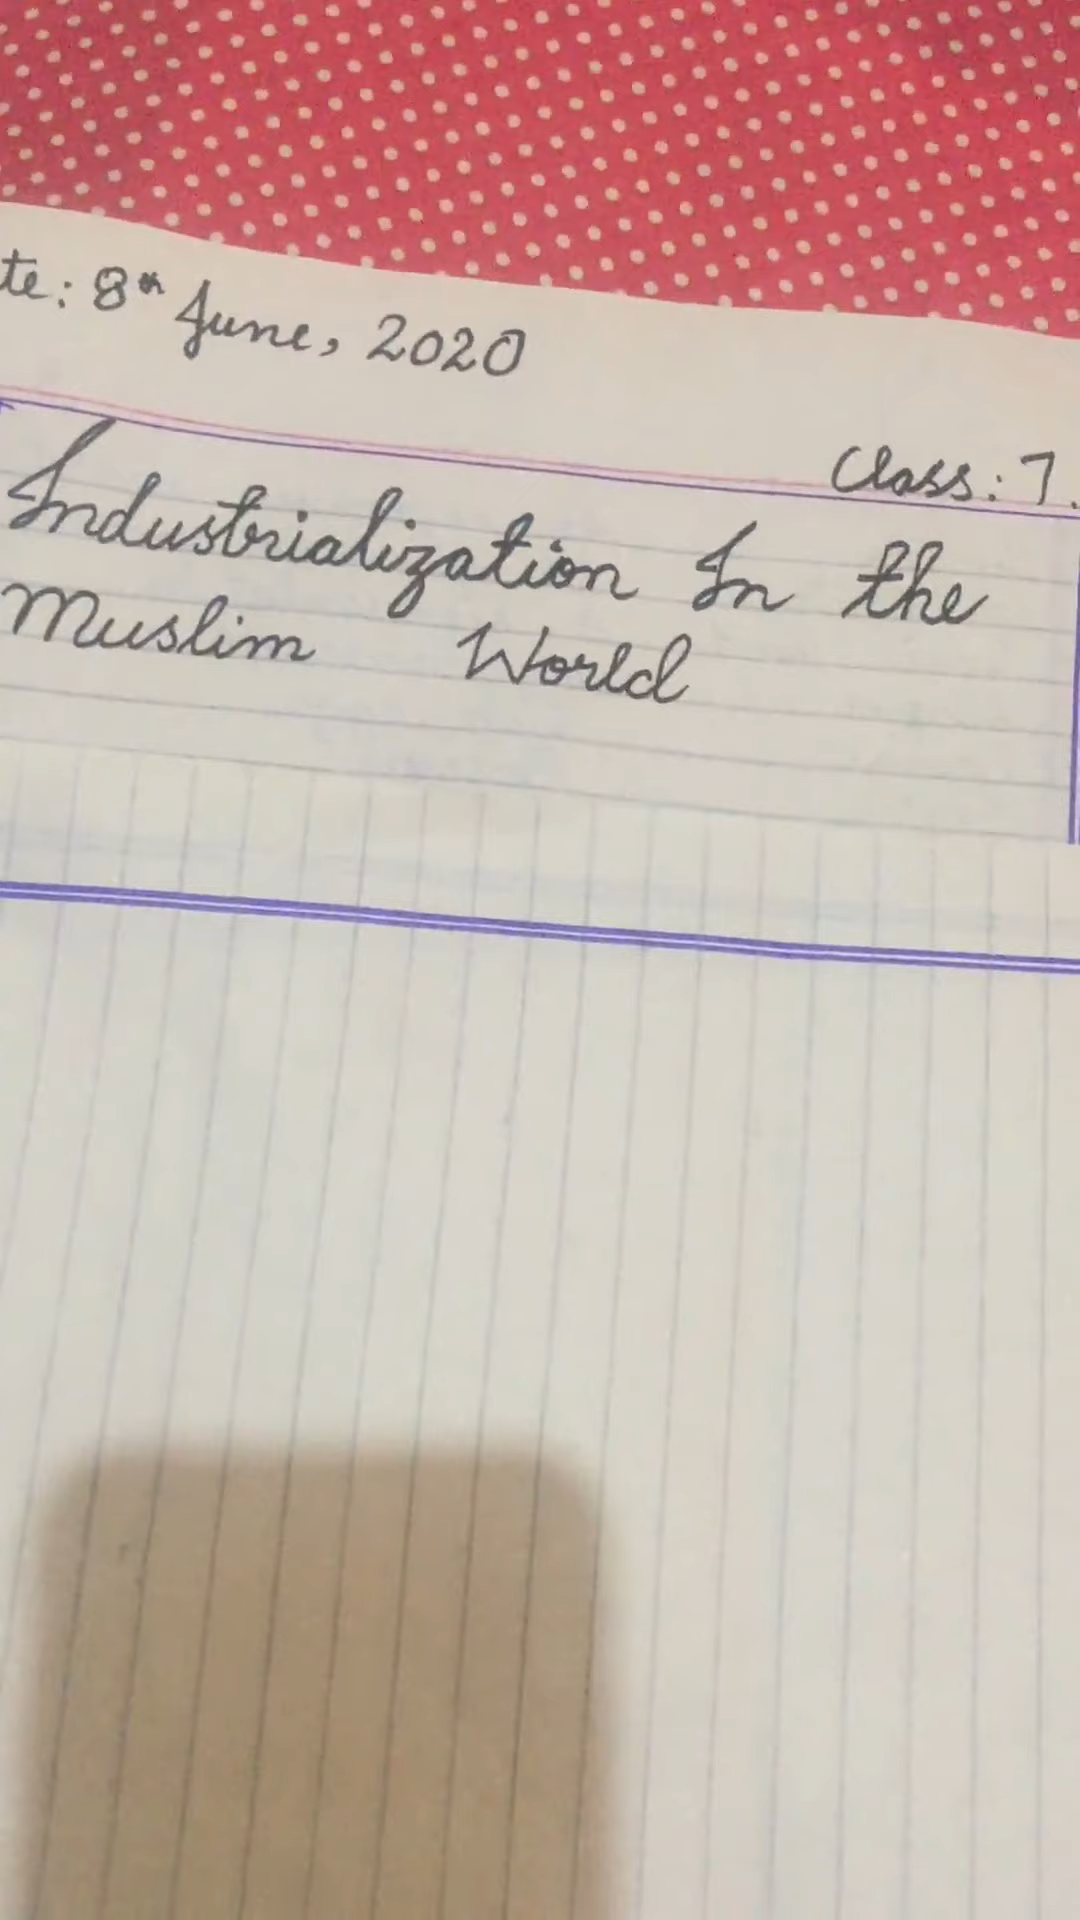 te: 8th June, 2020
Class: 7.
Industrialization In the
Muslim World